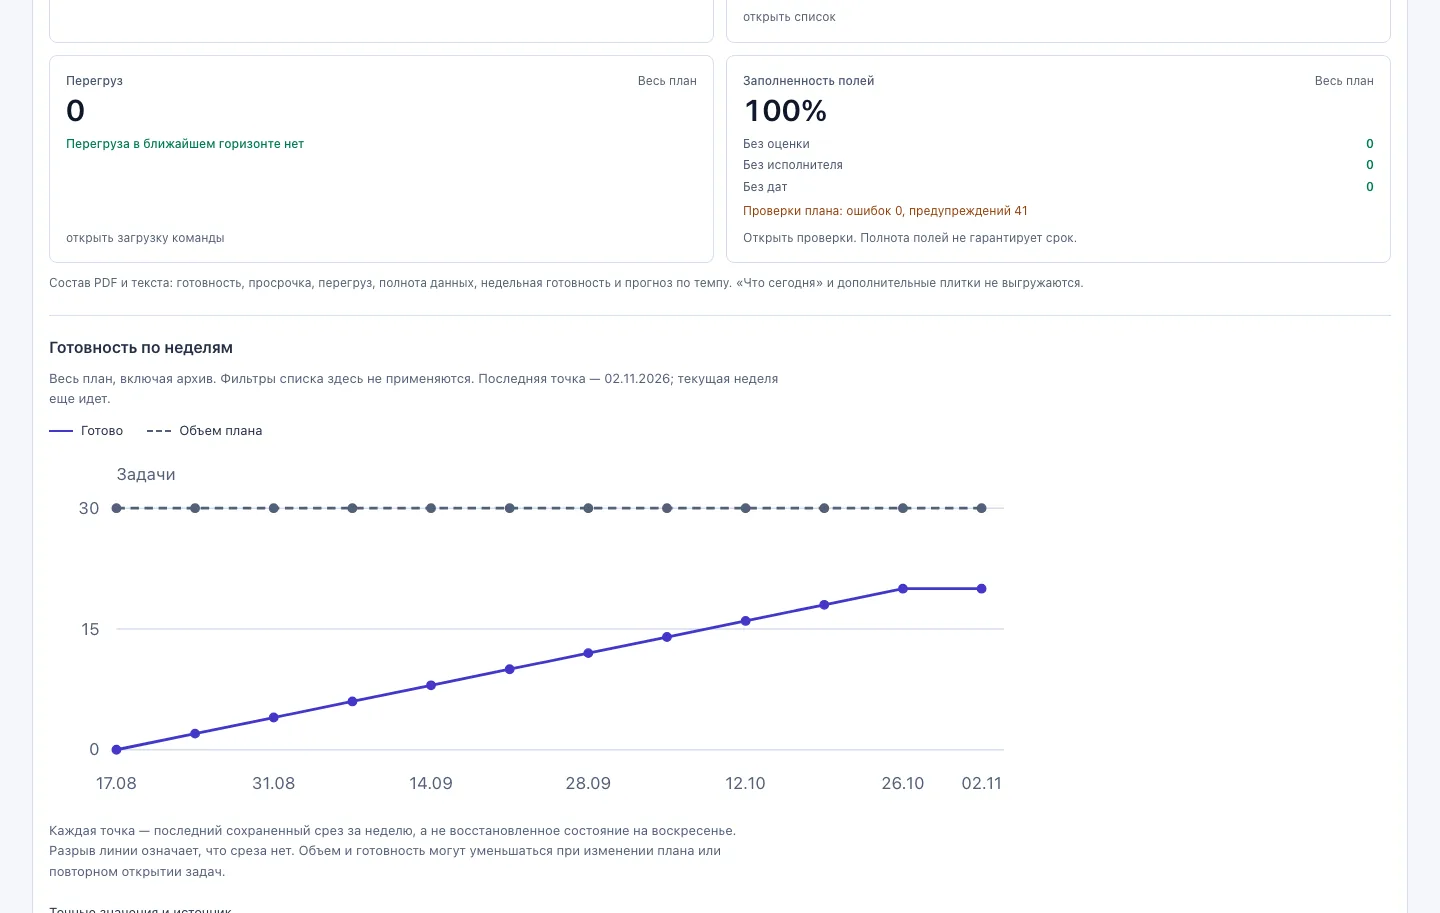 открыть список
Перегруз
Весь план
0
Перегруза в ближайшем горизонте нет
открыть загрузку команды
Заполненность полей
Весь план
100%
Без оценки 0
Без исполнителя 0
Без дат 0
Проверки плана: ошибок 0, предупреждений 41
Открыть проверки. Полнота полей не гарантирует срок.
Состав PDF и текста: готовность, просрочка, перегруз, полнота данных, недельная готовность и прогноз по темпу. «Что сегодня» и дополнительные плитки не выгружаются.
Готовность по неделям
Весь план, включая архив. Фильтры списка здесь не применяются. Последняя точка — 02.11.2026; текущая неделя
еще идет.
Готово Объем плана
Задачи
30
15
0
17.08 31.08 14.09 28.09 12.10 26.10 02.11
Каждая точка — последний сохраненный срез за неделю, а не восстановленное состояние на воскресенье.
Разрыв линии означает, что среза нет. Объем и готовность могут уменьшаться при изменении плана или
повторном открытии задач.
Точные значения и источник